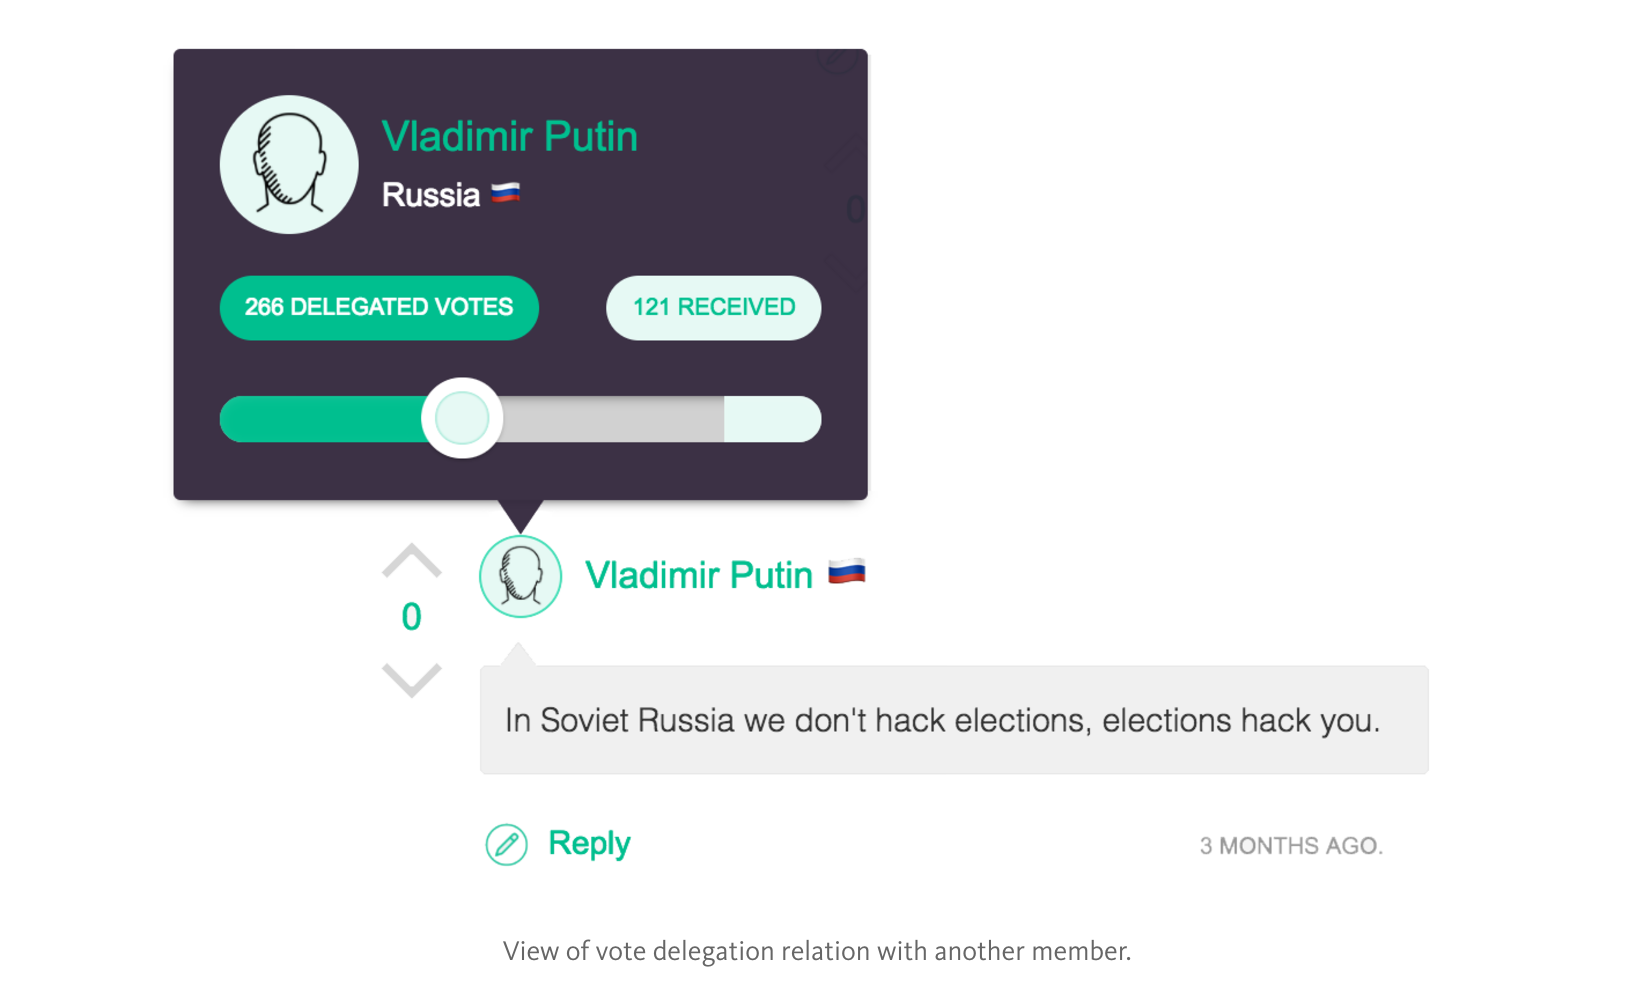 Vladimir Putin
Russia 🇷🇺
0
266 DELEGATED VOTES
121 RECEIVED
Vladimir Putin 🇷🇺
0
In Soviet Russia we don't hack elections, elections hack you.
Reply
3 MONTHS AGO.
View of vote delegation relation with another member.